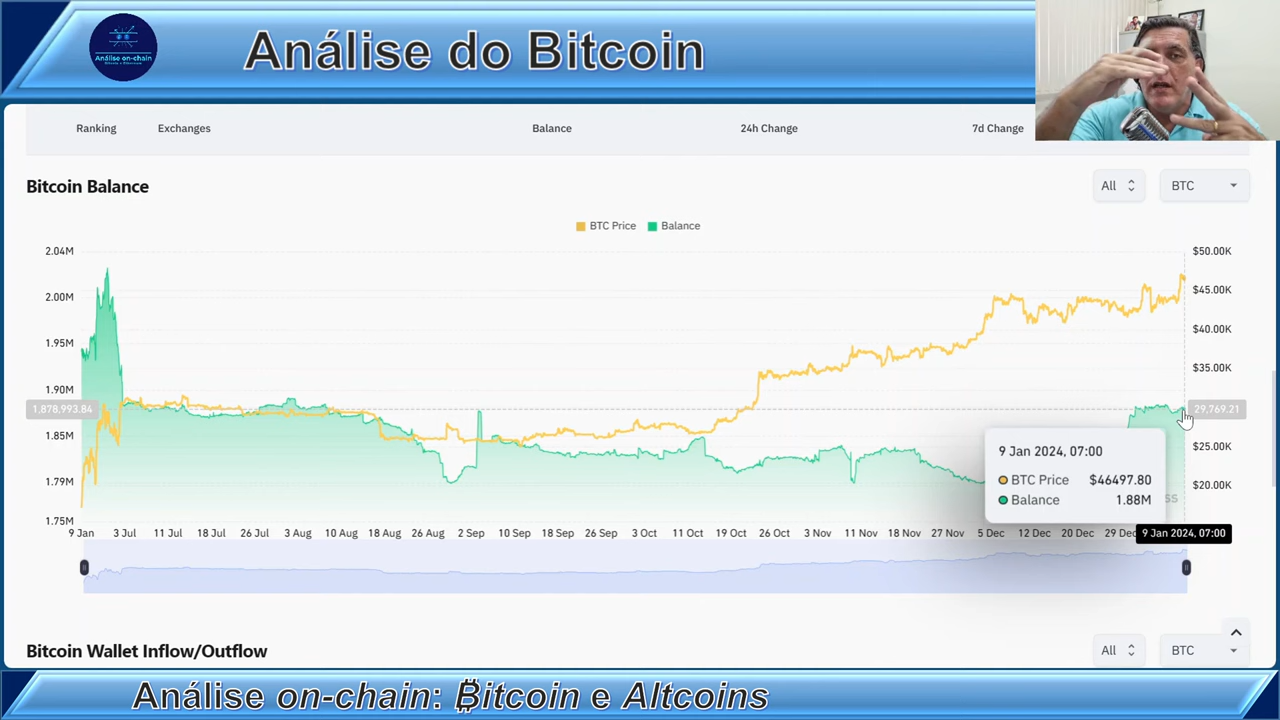 Análise on-chain
Bitcoin e Ethereum
Análise do Bitcoin
Ranking Exchanges Balance 24h Change 7d Change
Bitcoin Balance
All BTC
BTC Price Balance
2.04M
2.00M
1.95M
1.90M
1,878,993.84
1.85M
1.79M
1.75M
$50.00K
$45.00K
$40.00K
$35.00K
29,769.21
$25.00K
$20.00K
9 Jan 2024, 07:00
BTC Price $46497.80
Balance 1.88M
ss
9 Jan 3 Jul 11 Jul 18 Jul 26 Jul 3 Aug 10 Aug 18 Aug 26 Aug 2 Sep 10 Sep 18 Sep 26 Sep 3 Oct 11 Oct 18 Oct 26 Oct 3 Nov 11 Nov 18 Nov 27 Nov 5 Dec 12 Dec 20 Dec 29 Dec 9 Jan 2024, 07:00
Bitcoin Wallet Inflow/Outflow
All BTC
Análise on-chain: ₿itcoin e Altcoins